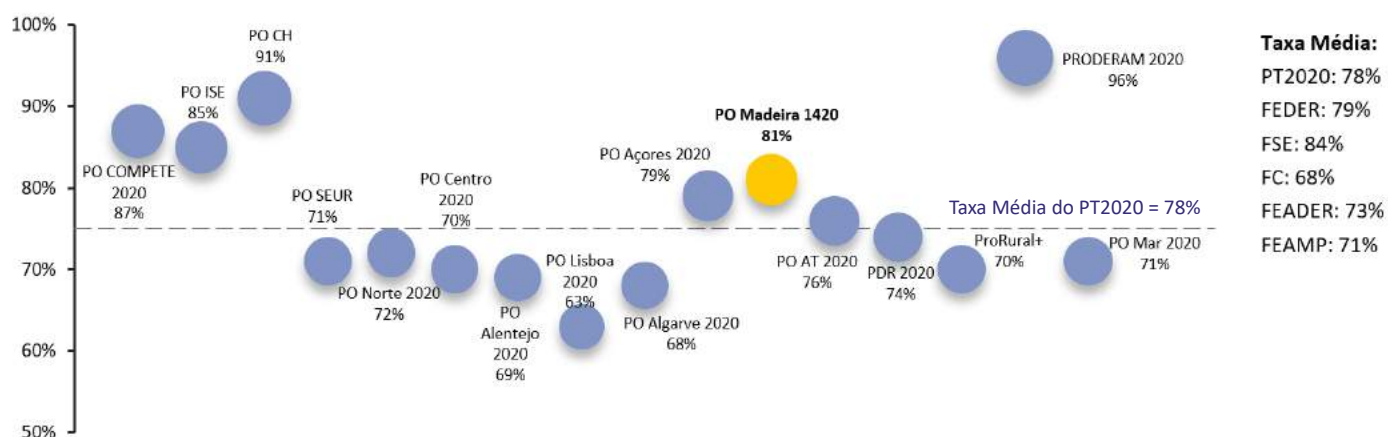 100%
90%
80%
70%
60%
50%
PO COMPETE
2020
87%
PO ISE
85%
PO CH
91%
PO SEUR
71%
PO Norte 2020
72%
PO Centro
2020
70%
PO
Alentejo
2020
69%
PO Lisboa
2020
63%
PO Algarve 2020
68%
PO Açores 2020
79%
PO Madeira 1420
81%
PO AT 2020
76%
PDR 2020
74%
ProRural+
70%
PRODERAM 2020
96%
PO Mar 2020
71%
Taxa Média do PT2020 = 78%
Taxa Média:
PT2020: 78%
FEDER: 79%
FSE: 84%
FC: 68%
FEADER: 73%
FEAMP: 71%